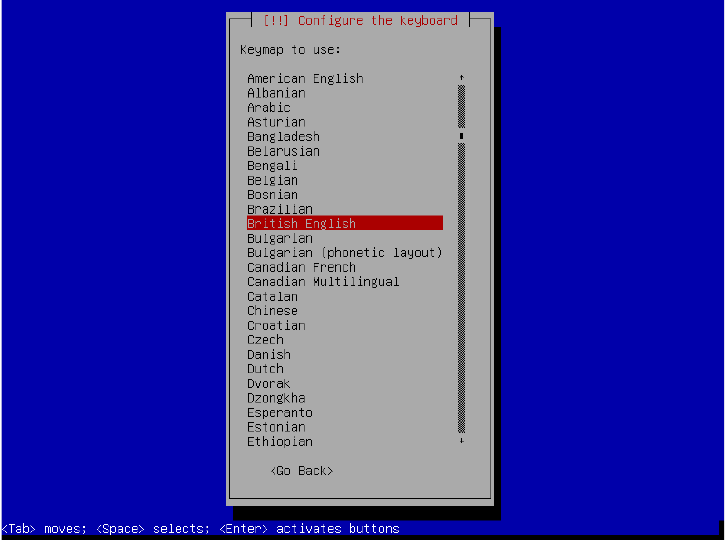 [!!] Configure the keyboard
Keymap to use:
American English
Albanian
Arabic
Asturian
Bangladesh
Belarusian
Bengali
Belgian
Bosnian
Brazilian
British English
Bulgarian
Bulgarian (phonetic layout)
Canadian French
Canadian Multilingual
Catalan
Chinese
Croatian
Czech
Danish
Dutch
Dvorak
Dzongkha
Esperanto
Estonian
Ethiopian
<Go Back>
<Tab> moves; <Space> selects; <Enter> activates buttons